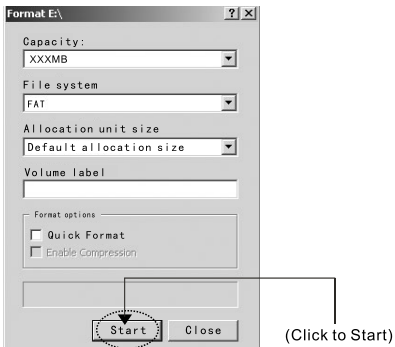 Format E:\
Capacity:
XXXMB
File system
FAT
Allocation unit size
Default allocation size
Volume label
Format options
Quick Format
Enable Compression
Start Close
(Click to Start)